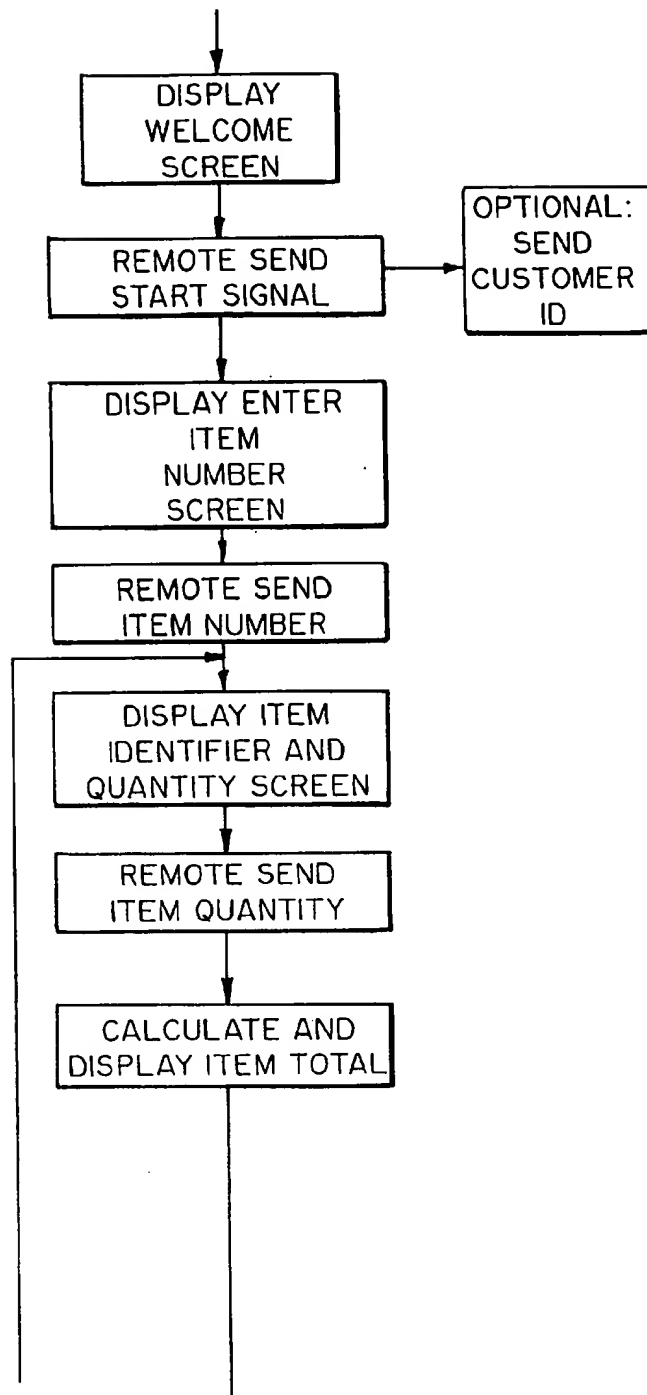 DISPLAY
WELCOME
SCREEN
REMOTE SEND
START SIGNAL
OPTIONAL:
SEND
CUSTOMER
ID
DISPLAY ENTER
ITEM
NUMBER
SCREEN
REMOTE SEND
ITEM NUMBER
DISPLAY ITEM
IDENTIFIER AND
QUANTITY SCREEN
REMOTE SEND
ITEM QUANTITY
CALCULATE AND
DISPLAY ITEM TOTAL